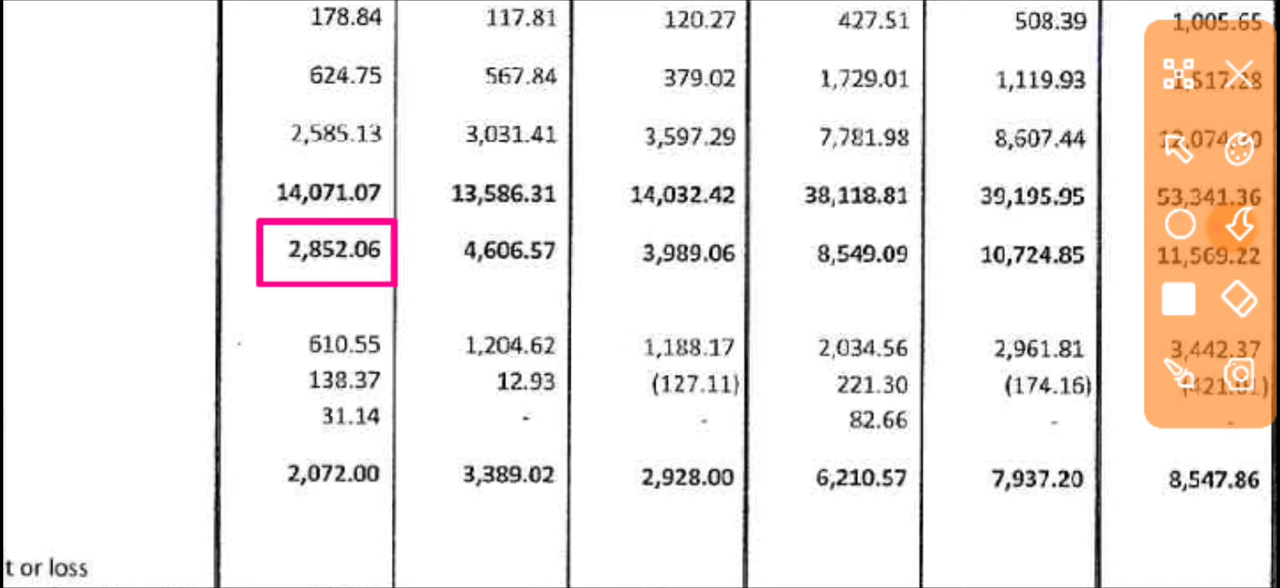 178.84 117.81 120.27 427.51 508.39 1,005.65
624.75 567.84 379.02 1,729.01 1,119.93 1,517.28
2,585.13 3,031.41 3,597.29 7,781.98 8,607.44
14,071.07 13,586.31 14,032.42 38,118.81 39,195.95 53,341.36
2,852.06 4,606.57 3,989.06 8,549.09 10,724.85 11,569.22
610.55 1,204.62 1,188.17 2,034.56 2,961.81 3,442.37
138.37 12.93 (127.11) 221.30 (174.16)
31.14 - - 82.66 - -
2,072.00 3,389.02 2,928.00 6,210.57 7,937.20 8,547.86
t or loss